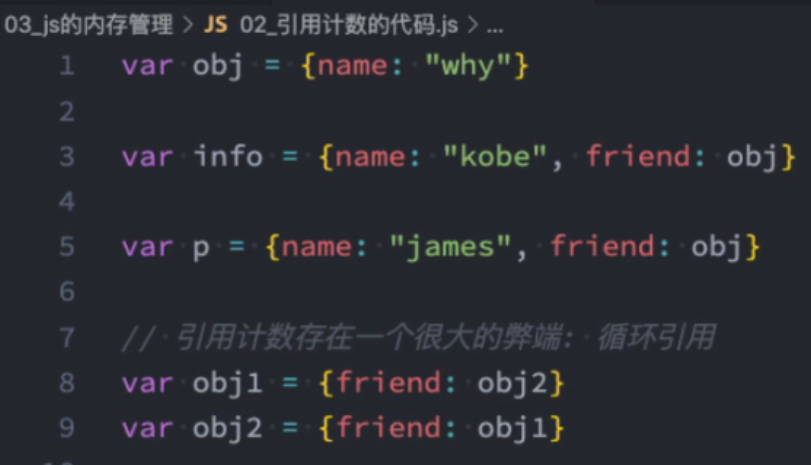 03_js的内存管理 > JS 02_引用计数的代码.js > ...
1 var obj = {name: "why"}
2
3 var info = {name: "kobe", friend: obj}
4
5 var p = {name: "james", friend: obj}
6
7 // 引用计数存在一个很大的弊端: 循环引用
8 var obj1 = {friend: obj2}
9 var obj2 = {friend: obj1}